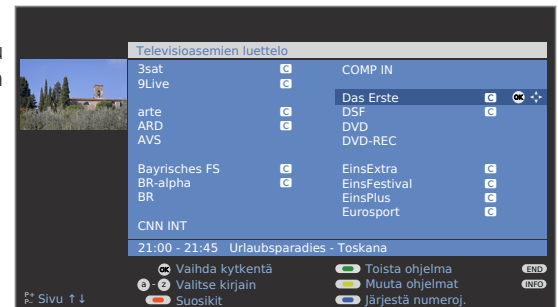 Televisioasemien luettelo
3sat C COMP IN
9Live C
Das Erste C OK
arte C DSF C
ARD C DVD
AVS DVD-REC
Bayrisches FS C EinsExtra C
BR-alpha C EinsFestival C
BR EinsPlus C
Eurosport C
CNN INT
21:00 - 21:45 Urlaubsparadies - Toskana
OK Vaihda kytkentä Toista ohjelma END
a - z Valitse kirjain Muuta ohjelmat INFO
P+ P- Sivu ↑↓ Suosikit Järjestä numeroj.